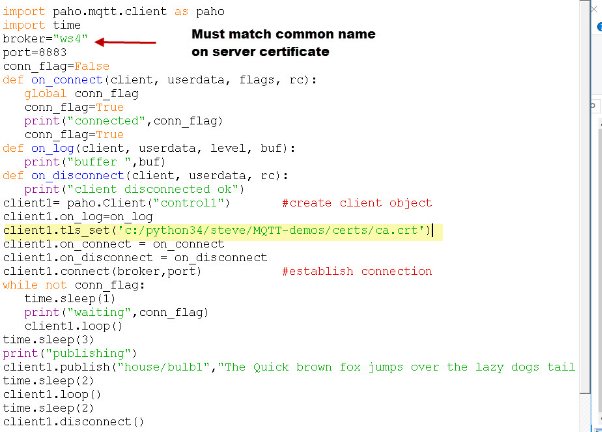 import paho.mqtt.client as paho
import time
broker="ws4"
Must match common name
on server certificate
port=8883
conn_flag=False
def on_connect(client, userdata, flags, rc):
    global conn_flag
    conn_flag=True
    print("connected",conn_flag)
    conn_flag=True
def on_log(client, userdata, level, buf):
    print("buffer ",buf)
def on_disconnect(client, userdata, rc):
    print("client disconnected ok")
client1= paho.Client("control1")       #create client object
client1.on_log=on_log
client1.tls_set('c:/python34/steve/MQTT-demos/certs/ca.crt')
client1.on_connect = on_connect
client1.on_disconnect = on_disconnect
client1.connect(broker,port)           #establish connection
while not conn_flag:
    time.sleep(1)
    print("waiting",conn_flag)
    client1.loop()
time.sleep(3)
print("publishing")
client1.publish("house/bulb1","The Quick brown fox jumps over the lazy dogs tail
time.sleep(2)
client1.loop()
time.sleep(2)
client1.disconnect()